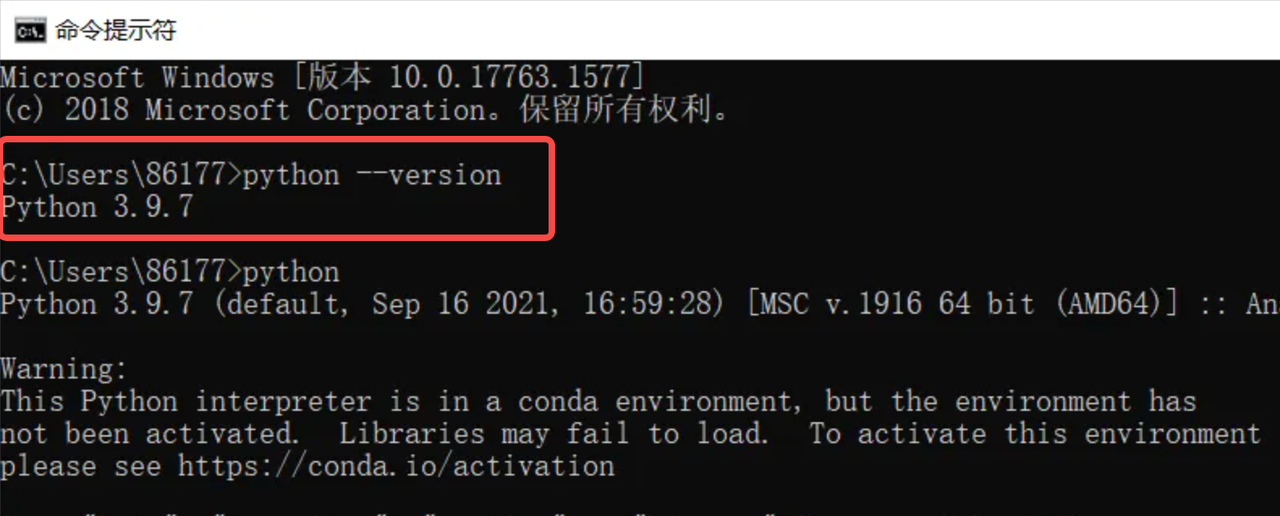 命令提示符
Microsoft Windows [版本 10.0.17763.1577]
(c) 2018 Microsoft Corporation。保留所有权利。
C:\Users\86177>python --version
Python 3.9.7
C:\Users\86177>python
Python 3.9.7 (default, Sep 16 2021, 16:59:28) [MSC v.1916 64 bit (AMD64)] ::
Warning:
This Python interpreter is in a conda environment, but the environment has
not been activated.  Libraries may fail to load.  To activate this environment
please see https://conda.io/activation